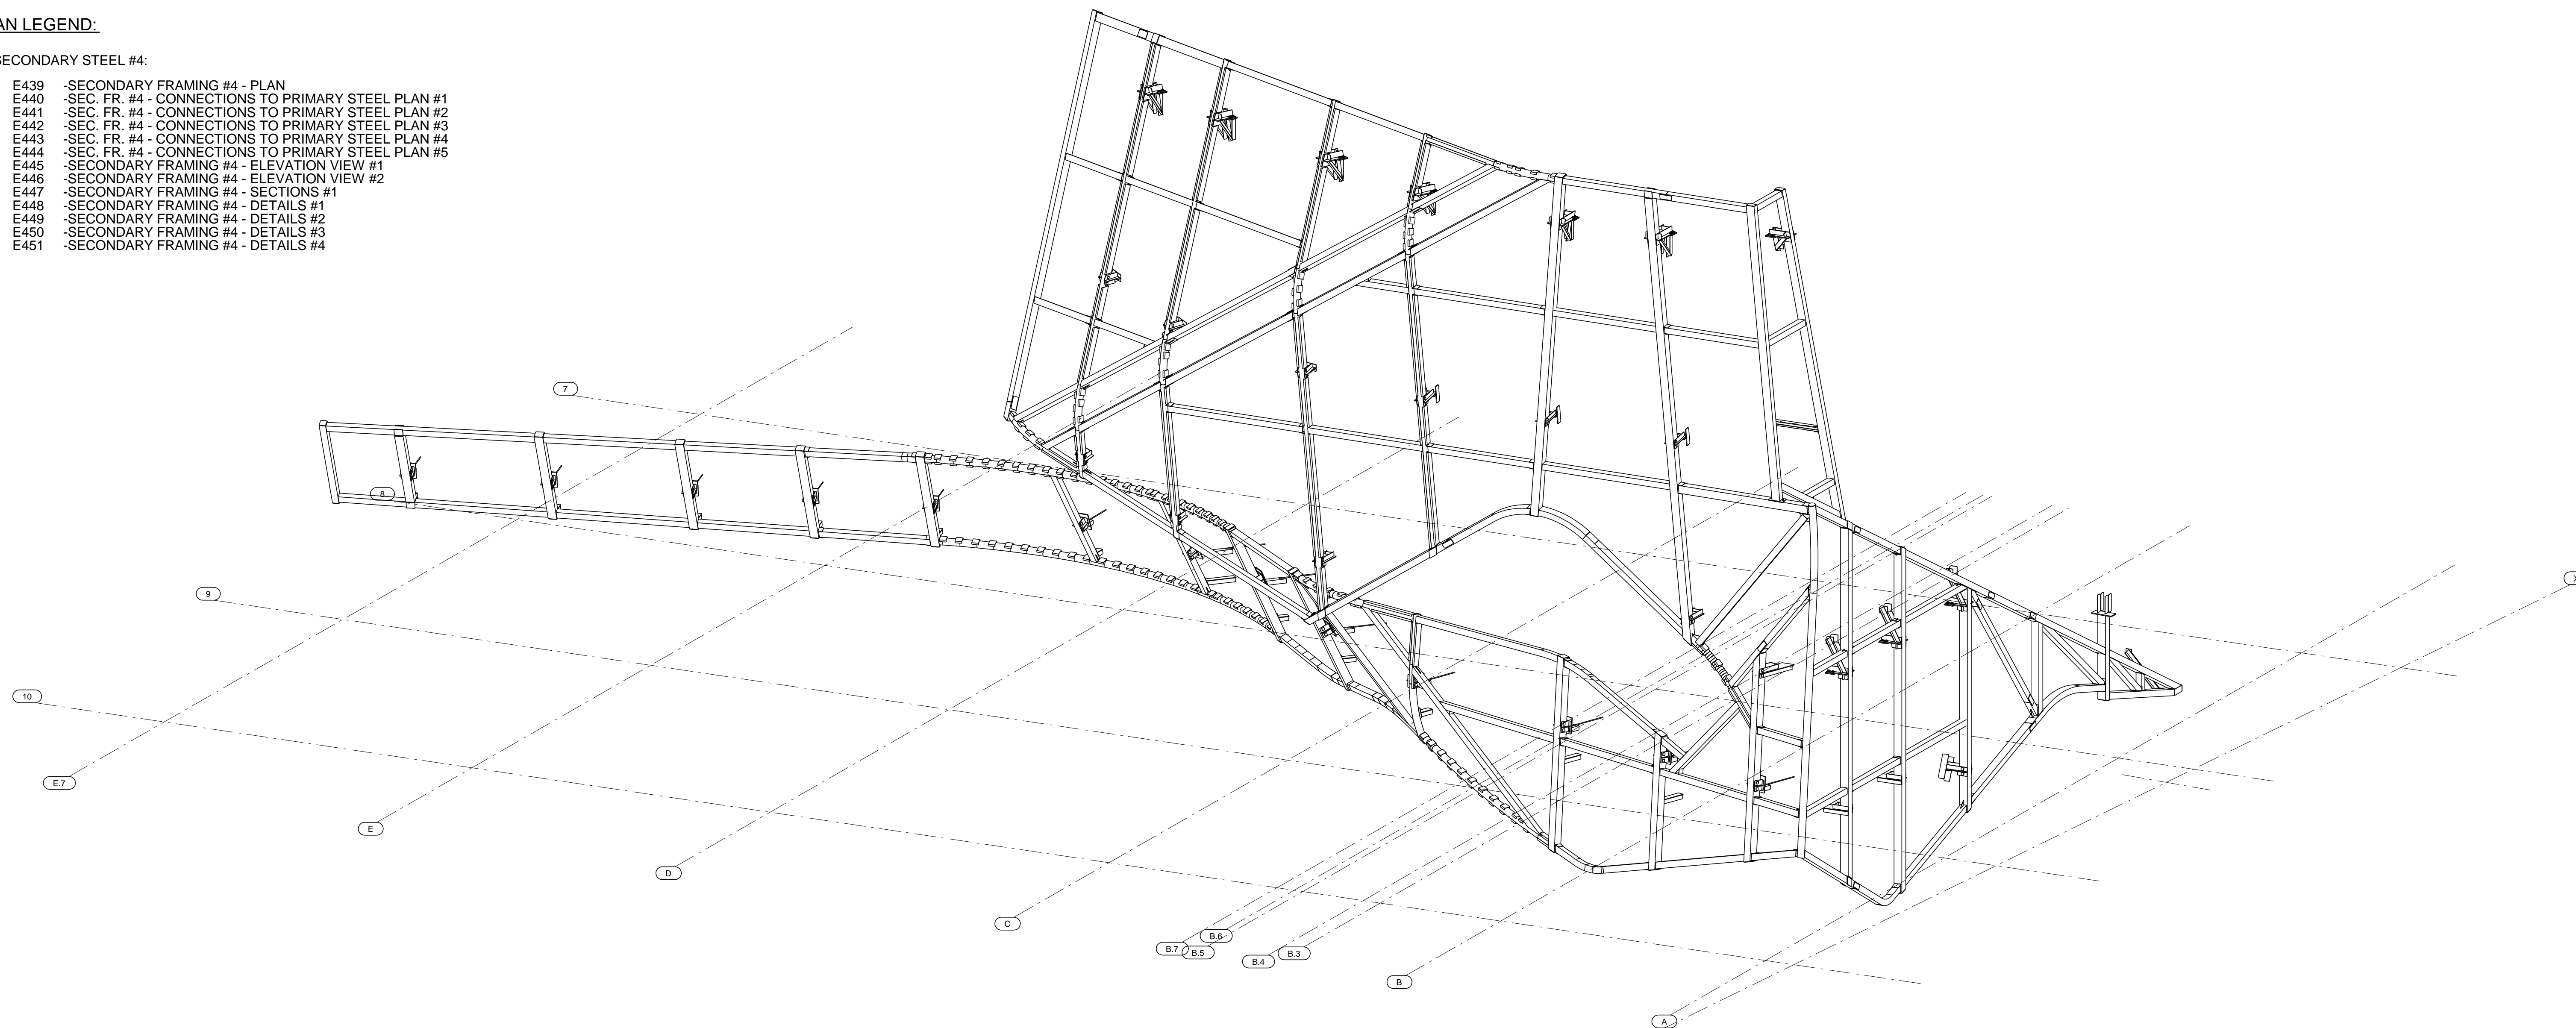 AN LEGEND:
SECONDARY STEEL #4:
E439 -SECONDARY FRAMING #4 - PLAN
E440 -SEC. FR. #4 - CONNECTIONS TO PRIMARY STEEL PLAN #1
E441 -SEC. FR. #4 - CONNECTIONS TO PRIMARY STEEL PLAN #2
E442 -SEC. FR. #4 - CONNECTIONS TO PRIMARY STEEL PLAN #3
E443 -SEC. FR. #4 - CONNECTIONS TO PRIMARY STEEL PLAN #4
E444 -SEC. FR. #4 - CONNECTIONS TO PRIMARY STEEL PLAN #5
E445 -SECONDARY FRAMING #4 - ELEVATION VIEW #1
E446 -SECONDARY FRAMING #4 - ELEVATION VIEW #2
E447 -SECONDARY FRAMING #4 - SECTIONS #1
E448 -SECONDARY FRAMING #4 - DETAILS #1
E449 -SECONDARY FRAMING #4 - DETAILS #2
E450 -SECONDARY FRAMING #4 - DETAILS #3
E451 -SECONDARY FRAMING #4 - DETAILS #4
7
8
9
10
E.7
E
D
C
B.7
B.6
B.5
B.4
B.3
B
A
X